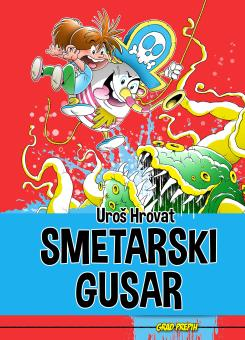 Uroš Hrovat
SMETARSKI
GUSAR
GRAD PREPIH